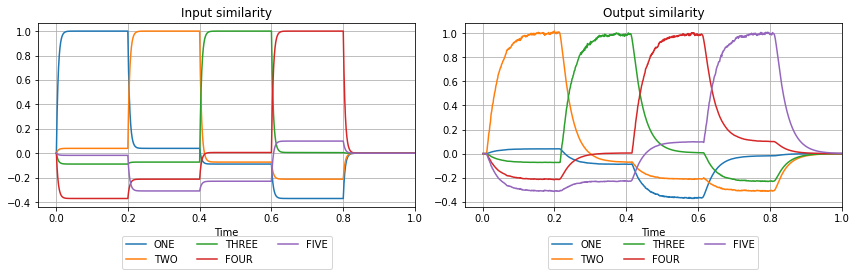 Input similarity
1.0
0.8
0.6
0.4
0.2
0.0
−0.2
−0.4
0.0 0.2 0.4 0.6 0.8 1.0
Time
ONE THREE FIVE
TWO FOUR
Output similarity
1.0
0.8
0.6
0.4
0.2
0.0
−0.2
−0.4
0.0 0.2 0.4 0.6 0.8 1.0
Time
ONE THREE FIVE
TWO FOUR